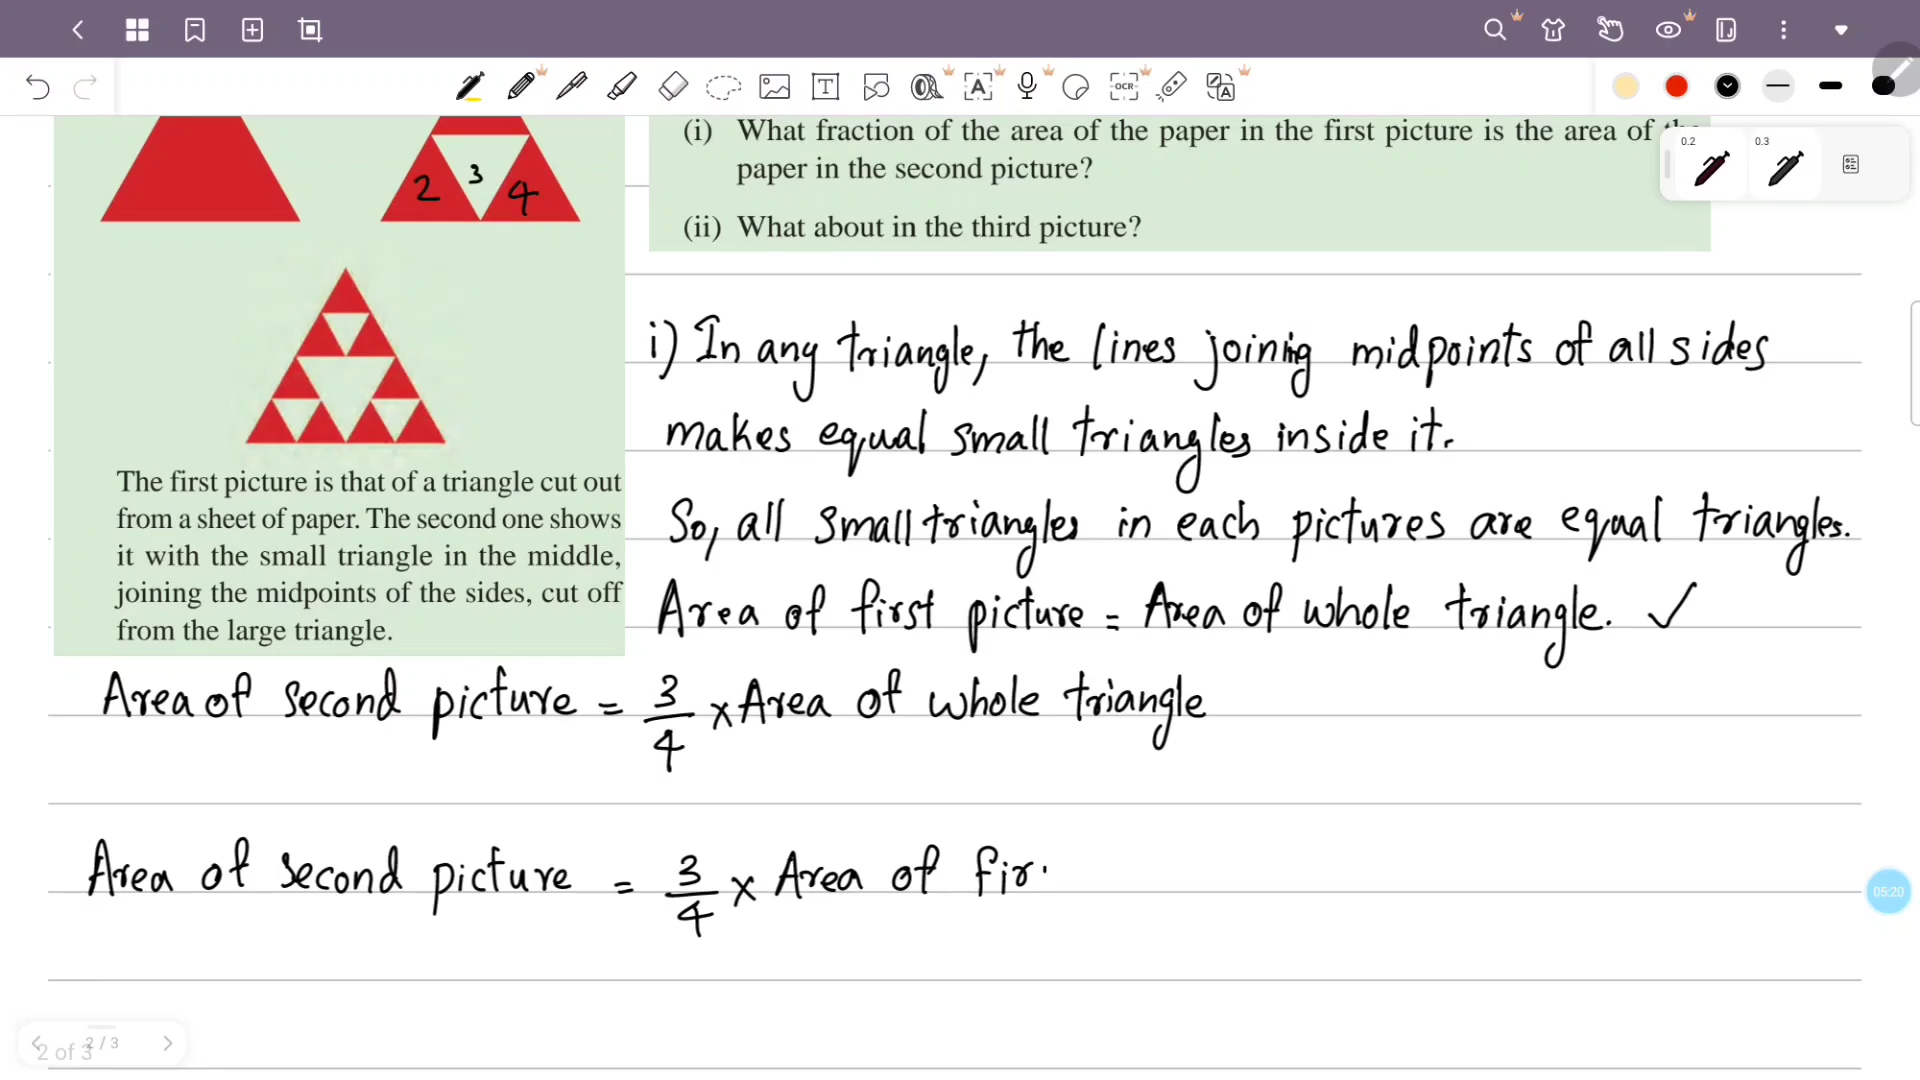 T
A
OCR
A
0.2
0.3
(i) What fraction of the area of the paper in the first picture is the area of the
paper in the second picture?
(ii) What about in the third picture?
2
3
4
i) In any triangle, the lines joining midpoints of all sides
makes equal small triangles inside it.
So, all small triangles in each pictures are equal triangles.
Area of first picture = Area of whole triangle. ✓
The first picture is that of a triangle cut out
from a sheet of paper. The second one shows
it with the small triangle in the middle,
joining the midpoints of the sides, cut off
from the large triangle.
Area of second picture = 3/4 × Area of whole triangle
Area of second picture = 3/4 × Area of fir
05:20
2 / 3
2 of 3